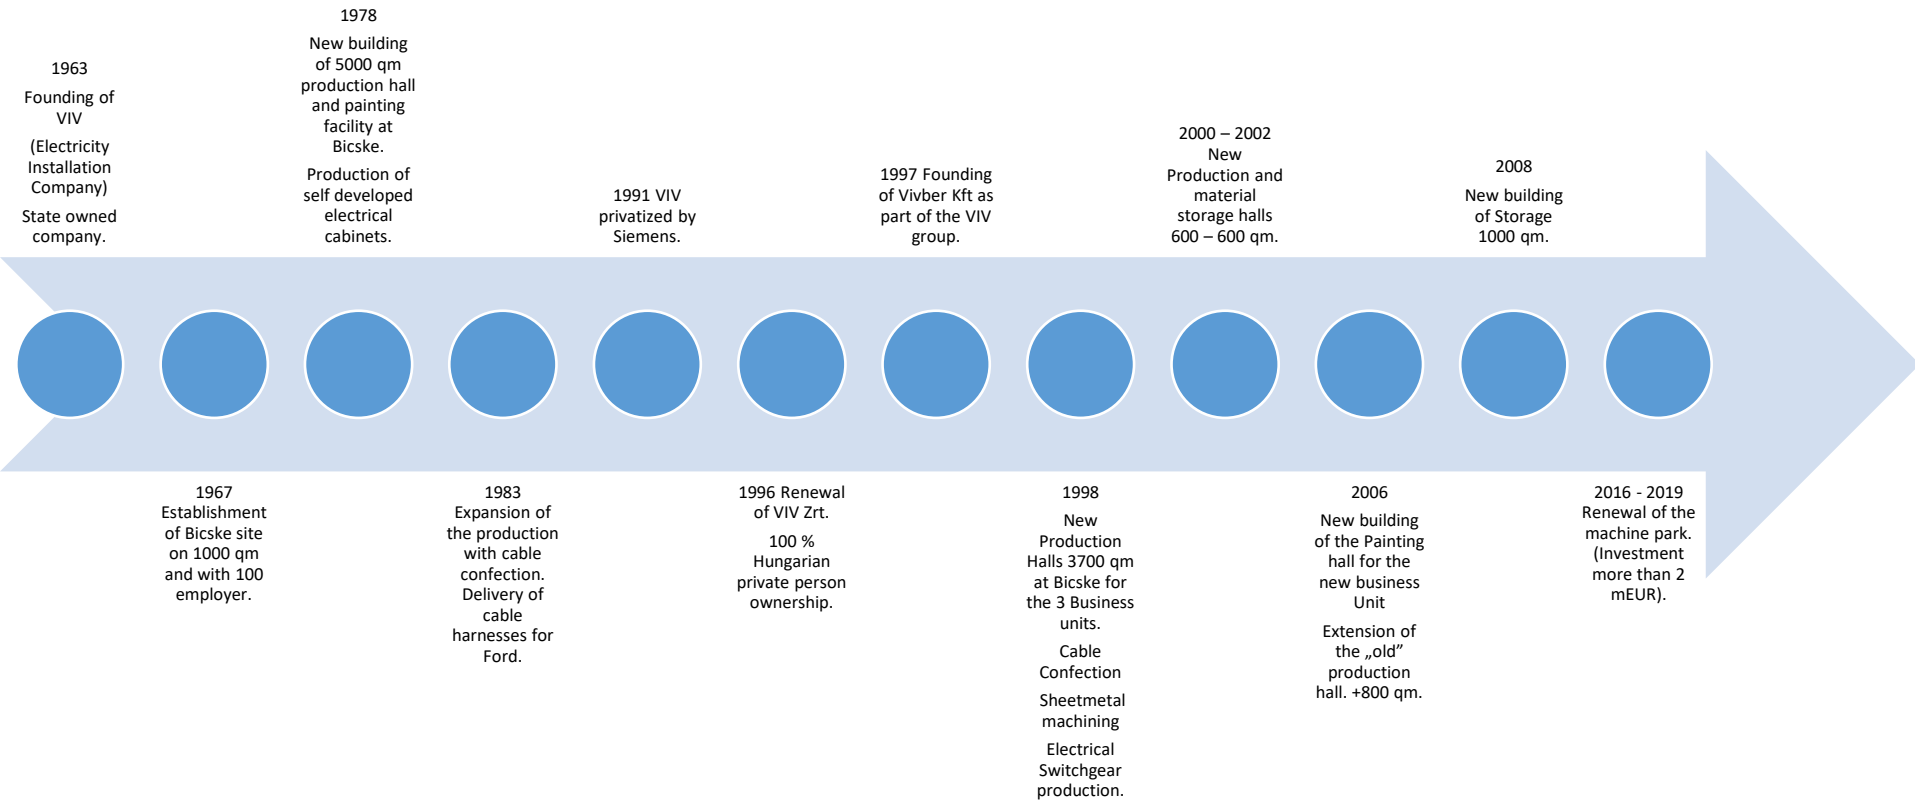 1963
Founding of
VIV
(Electricity
Installation
Company)
State owned
company.
1967
Establishment
of Bicske site
on 1000 qm
and with 100
employer.
1978
New building
of 5000 qm
production hall
and painting
facility at
Bicske.
Production of
self developed
electrical
cabinets.
1983
Expansion of
the production
with cable
confection.
Delivery of
cable
harnesses for
Ford.
1991 VIV
privatized by
Siemens.
1996 Renewal
of VIV Zrt.
100 %
Hungarian
private person
ownership.
1997 Founding
of Vivber Kft as
part of the VIV
group.
1998
New
Production
Halls 3700 qm
at Bicske for
the 3 Business
units.
Cable
Confection
Sheetmetal
machining
Electrical
Switchgear
production.
2000 – 2002
New
Production and
material
storage halls
600 – 600 qm.
2006
New building
of the Painting
hall for the
new business
Unit
Extension of
the „old”
production
hall. +800 qm.
2008
New building
of Storage
1000 qm.
2016 - 2019
Renewal of the
machine park.
(Investment
more than 2
mEUR).